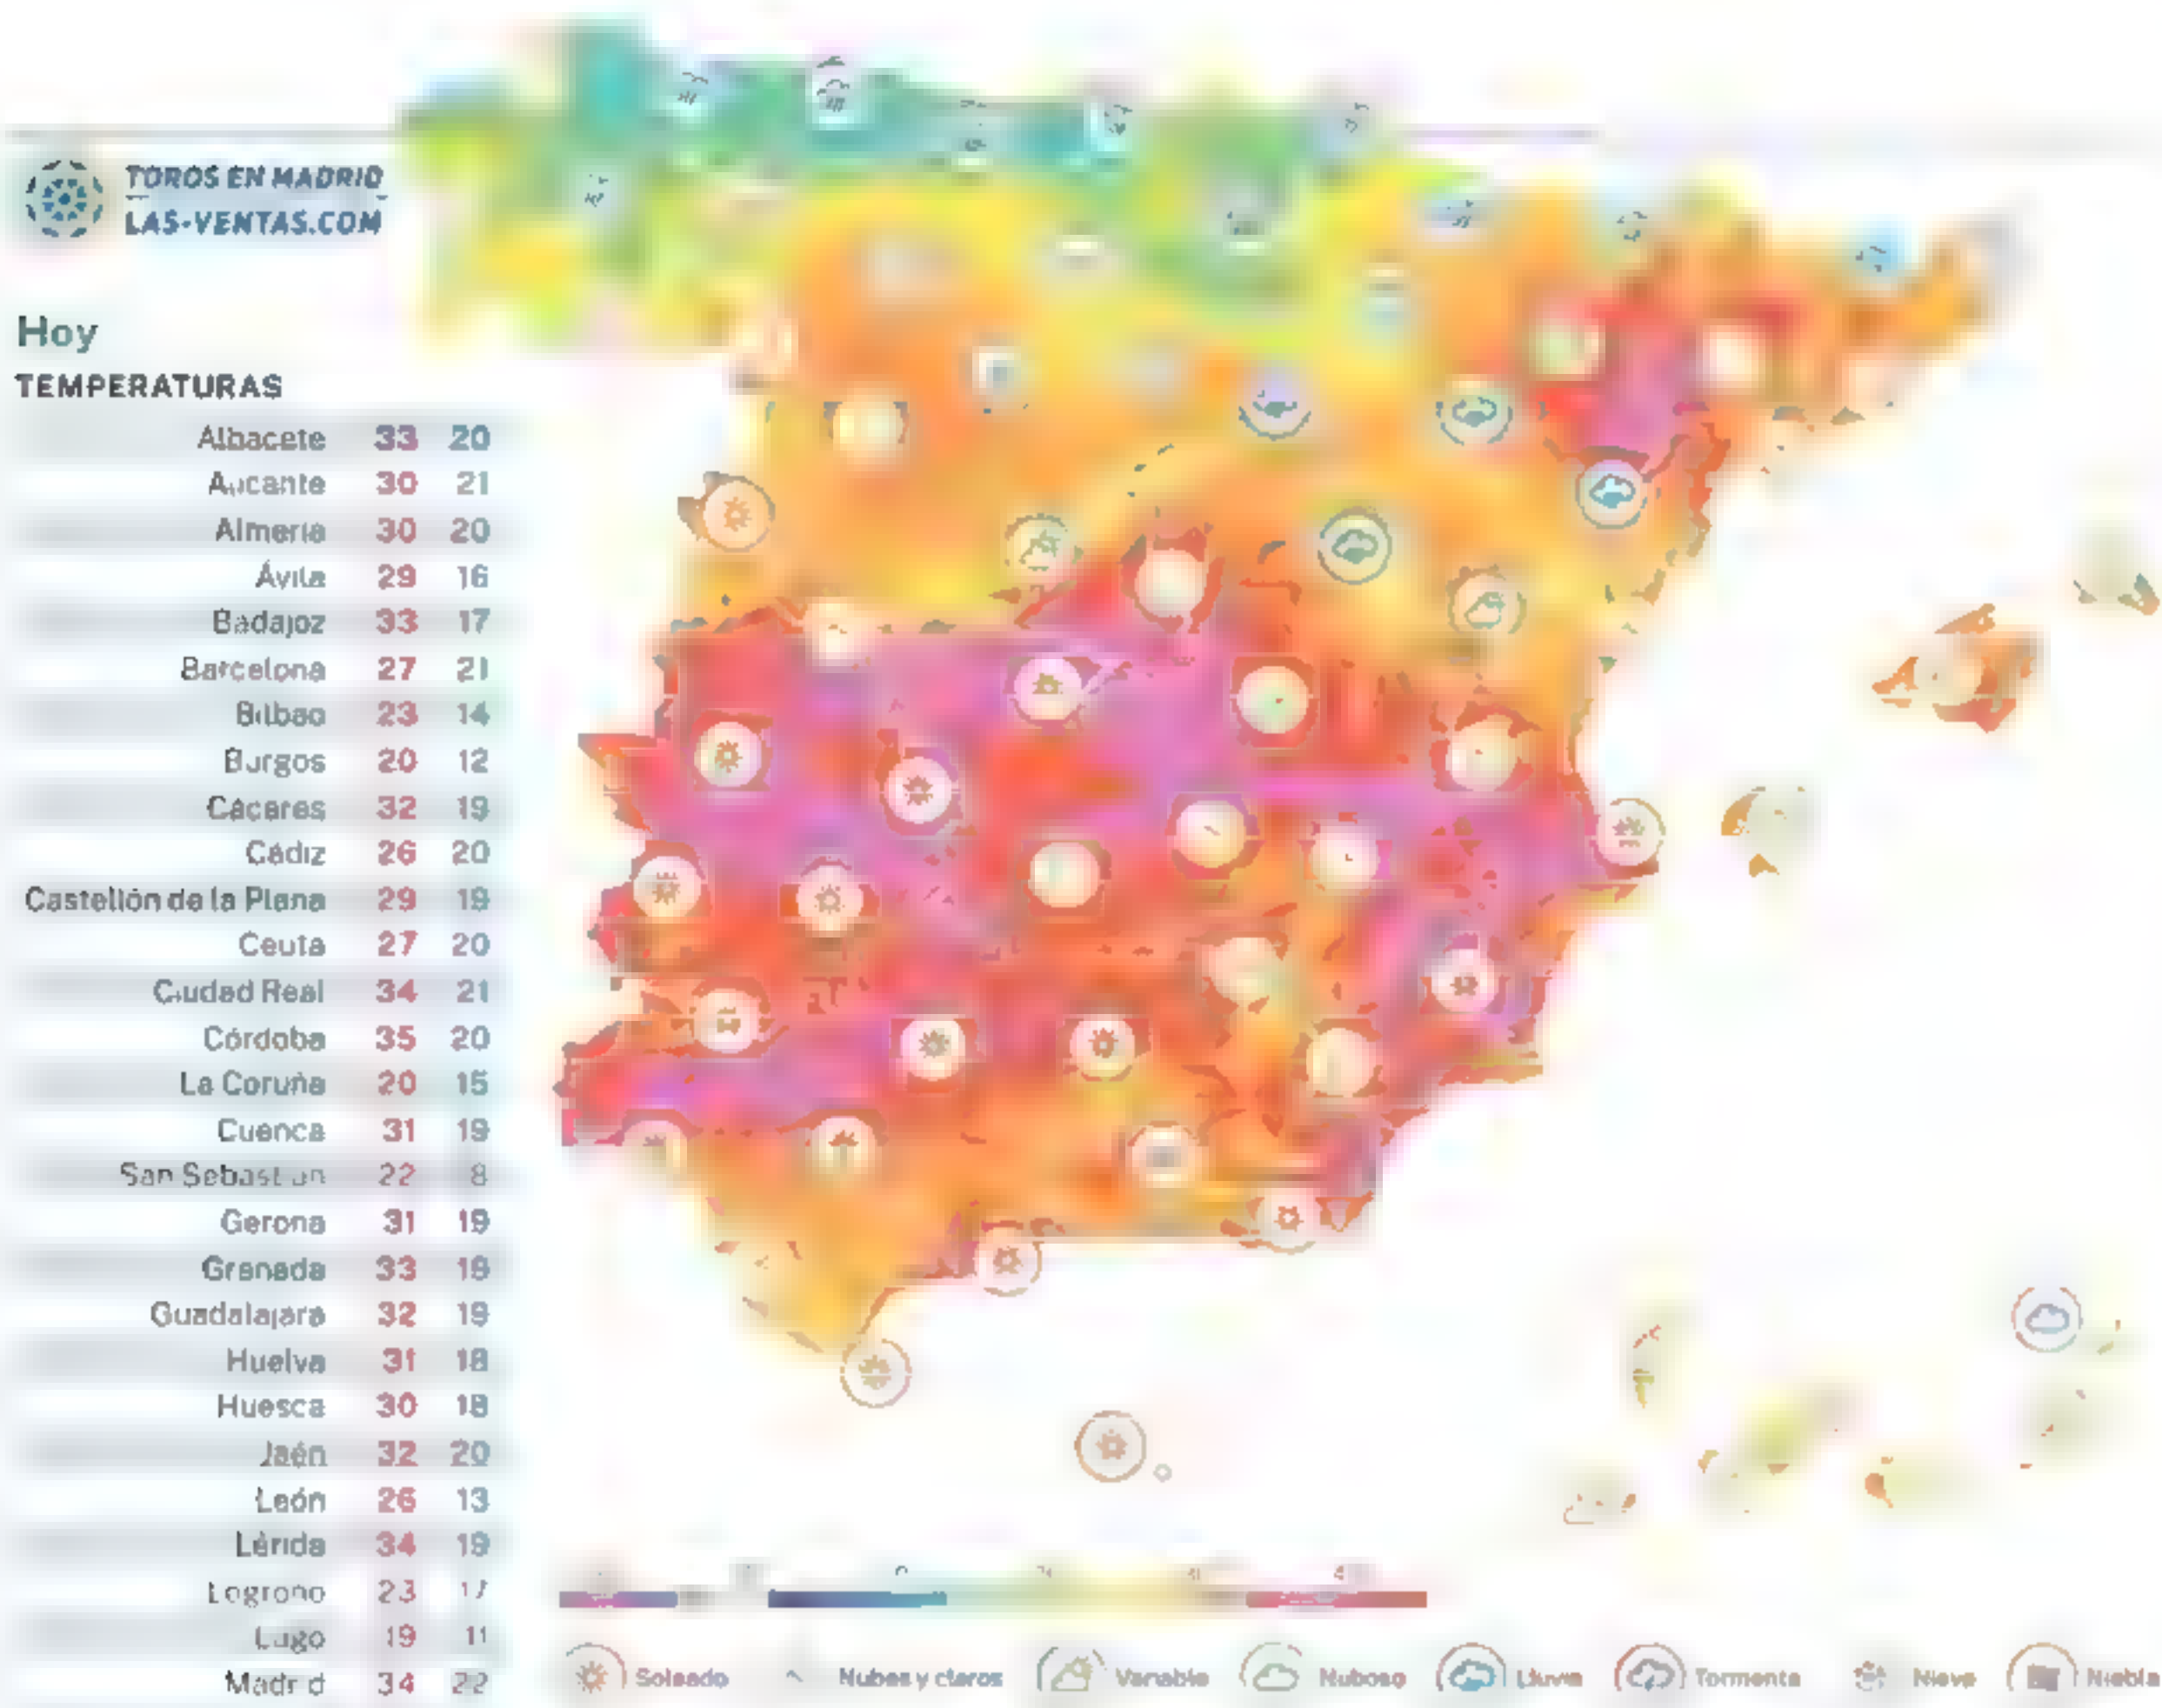 TOROS EN MADRID
LAS-VENTAS.COM
Hoy
TEMPERATURAS
Albacete 33 20
Alicante 30 21
Almería 30 20
Ávila 29 16
Badajoz 33 17
Barcelona 27 21
Bilbao 23 14
Burgos 20 12
Cáceres 32 19
Cádiz 26 20
Castellón de la Plana 29 19
Ceuta 27 20
Ciudad Real 34 21
Córdoba 35 20
La Coruña 20 15
Cuenca 31 19
San Sebastián 22
Gerona 31 19
Granada 33 19
Guadalajara 32 19
Huelva 31 18
Huesca 30 18
Jaén 32 20
León 26 13
Lérida 34 19
Logroño 23
Lugo 19 11
Madrid 34 22
Soleado Nubes y claros Variable Nuboso Lluvia Tormenta Nieve Niebla